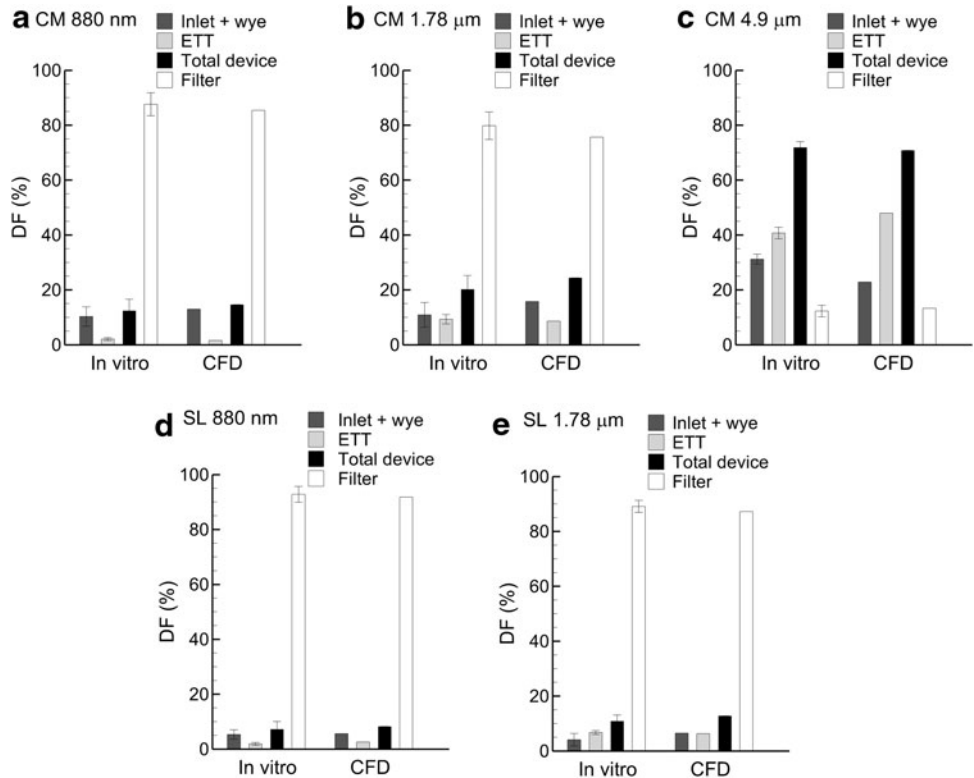 a CM 880 nm
Inlet + wye
ETT
Total device
Filter
100
80
60
40
20
0
DF (%)
In vitro
CFD
b CM 1.78 μm
Inlet + wye
ETT
Total device
Filter
100
80
60
40
20
0
DF (%)
In vitro
CFD
c CM 4.9 μm
Inlet + wye
ETT
Total device
Filter
100
80
60
40
20
0
DF (%)
In vitro
CFD
d SL 880 nm
Inlet + wye
ETT
Total device
Filter
100
80
60
40
20
0
DF (%)
In vitro
CFD
e SL 1.78 μm
Inlet + wye
ETT
Total device
Filter
100
80
60
40
20
0
DF (%)
In vitro
CFD